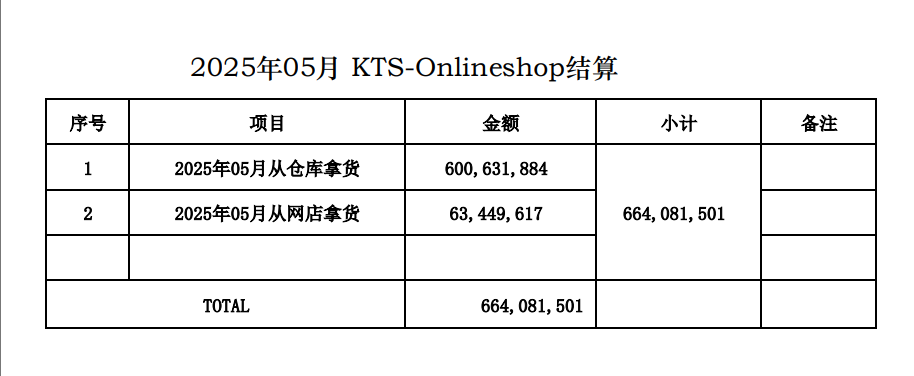 2025年05月 KTS-Onlineshop结算
序号 项目 金额 小计 备注
1 2025年05月从仓库拿货 600,631,884
2 2025年05月从网店拿货 63,449,617 664,081,501
TOTAL 664,081,501